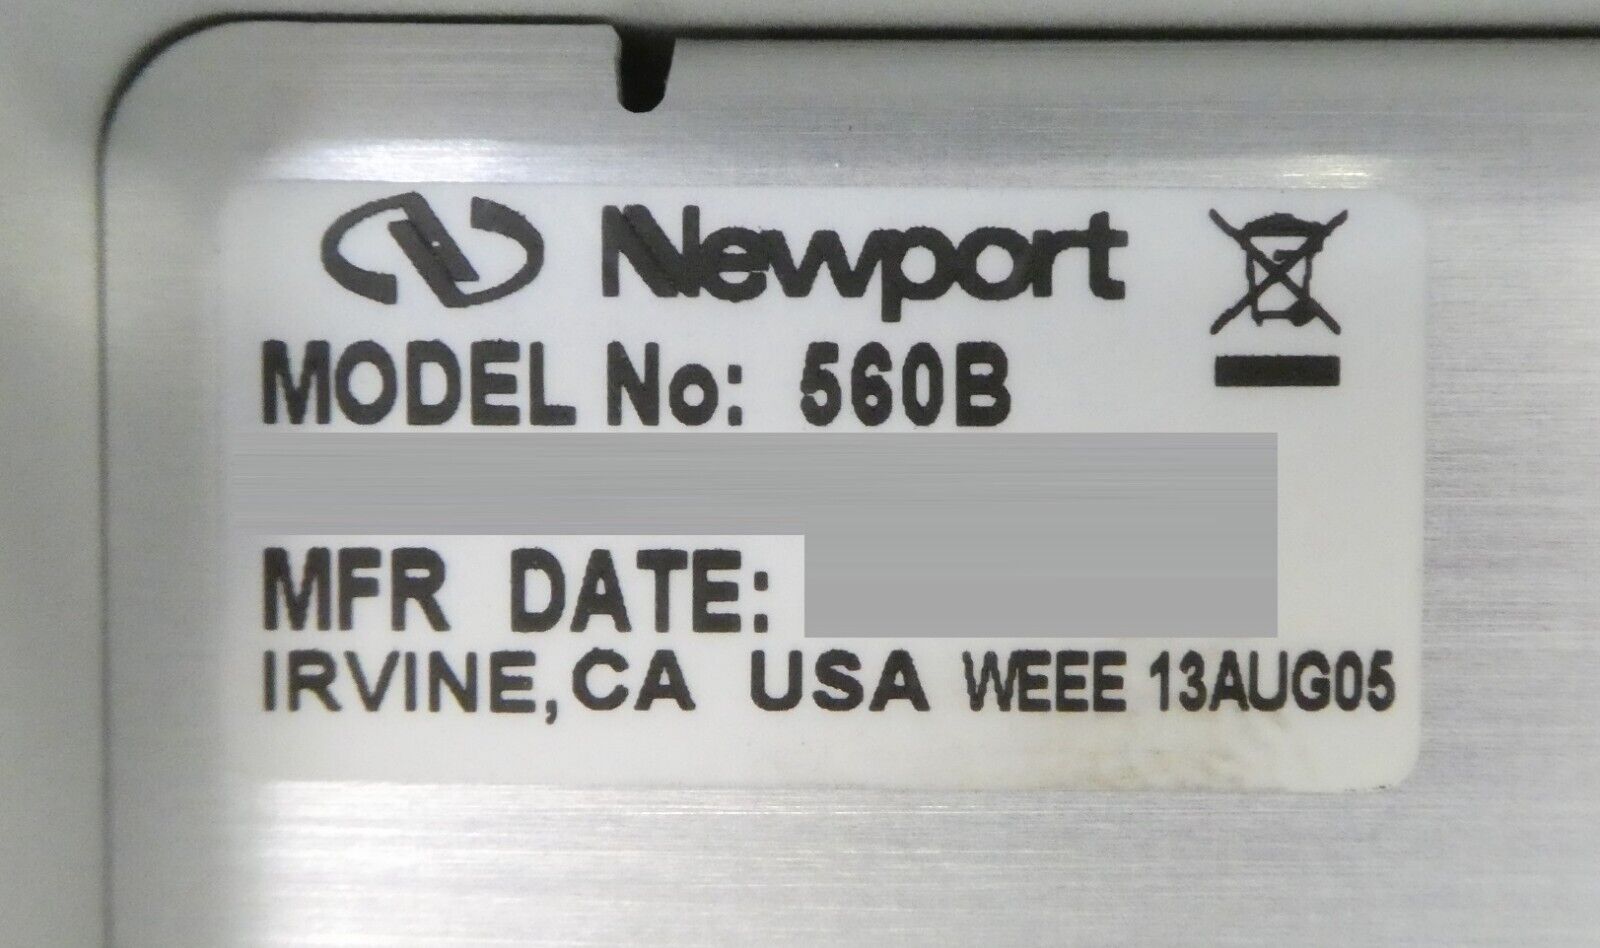 Newport
MODEL No: 560B
MFR DATE:
IRVINE, CA USA WEEE 13AUG05